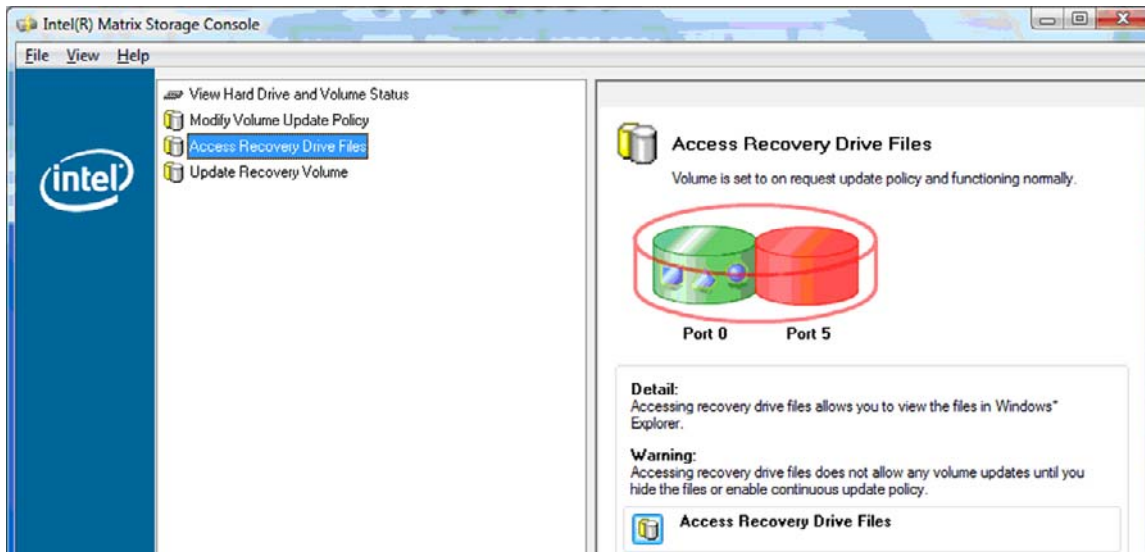 Intel(R) Matrix Storage Console
File View Help
intel
View Hard Drive and Volume Status
Modify Volume Update Policy
Access Recovery Drive Files
Update Recovery Volume
Access Recovery Drive Files
Volume is set to on request update policy and functioning normally.
Port 0 Port 5
Detail:
Accessing recovery drive files allows you to view the files in Windows*
Explorer.
Warning:
Accessing recovery drive files does not allow any volume updates until you
hide the files or enable continuous update policy.
Access Recovery Drive Files